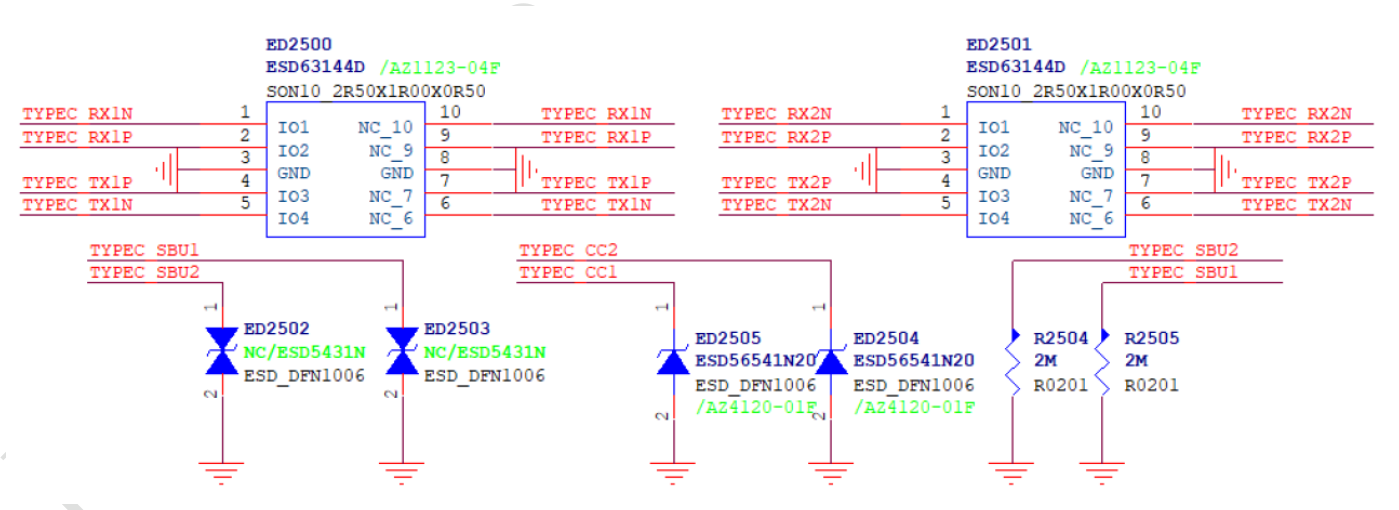 ED2500
ESD63144D /AZ1123-04F
SON10_2R50X1R00X0R50
TYPEC_RX1N 1 IO1 NC_10 10 TYPEC_RX1N
TYPEC_RX1P 2 IO2 NC_9 9 TYPEC_RX1P
3 GND GND 8
TYPEC_TX1P 4 IO3 NC_7 7 TYPEC_TX1P
TYPEC_TX1N 5 IO4 NC_6 6 TYPEC_TX1N
ED2501
ESD63144D /AZ1123-04F
SON10_2R50X1R00X0R50
TYPEC_RX2N 1 IO1 NC_10 10 TYPEC_RX2N
TYPEC_RX2P 2 IO2 NC_9 9 TYPEC_RX2P
3 GND GND 8
TYPEC_TX2P 4 IO3 NC_7 7 TYPEC_TX2P
TYPEC_TX2N 5 IO4 NC_6 6 TYPEC_TX2N
TYPEC_SBU1
TYPEC_SBU2
1
ED2502
NC/ESD5431N
ESD_DFN1006
2
1
ED2503
NC/ESD5431N
ESD_DFN1006
2
TYPEC_CC2
TYPEC_CC1
1
ED2505
ESD56541N20
ESD_DFN1006
/AZ4120-01F
2
1
ED2504
ESD56541N20
ESD_DFN1006
/AZ4120-01F
2
TYPEC_SBU2
TYPEC_SBU1
R2504
2M
R0201
R2505
2M
R0201